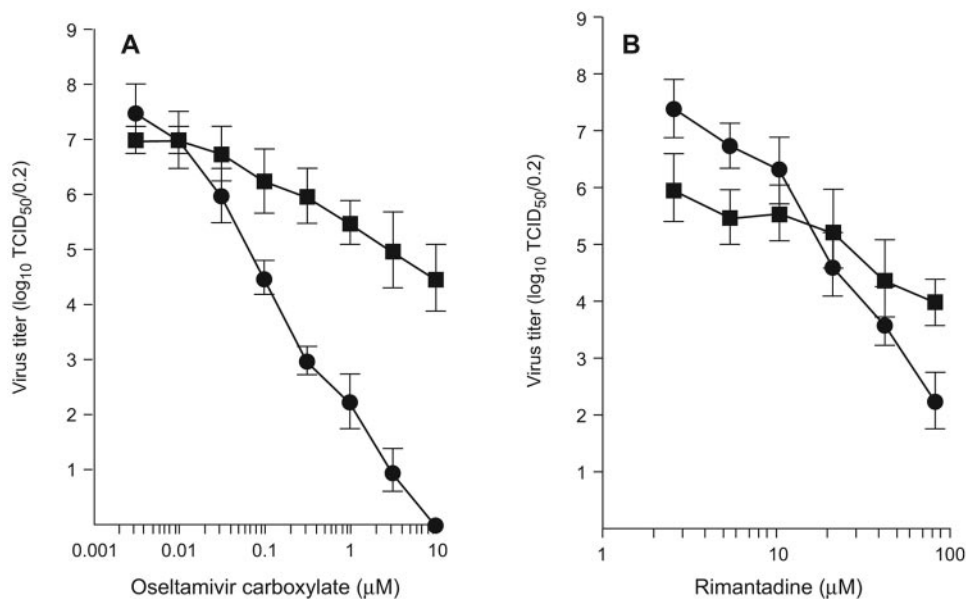 A
9
8
7
6
5
4
3
2
1
Virus titer (log10 TCID50/0.2)
0.001 0.01 0.1 1 10
Oseltamivir carboxylate (μM)
B
9
8
7
6
5
4
3
2
1
Virus titer (log10 TCID50/0.2)
1 10 100
Rimantadine (μM)